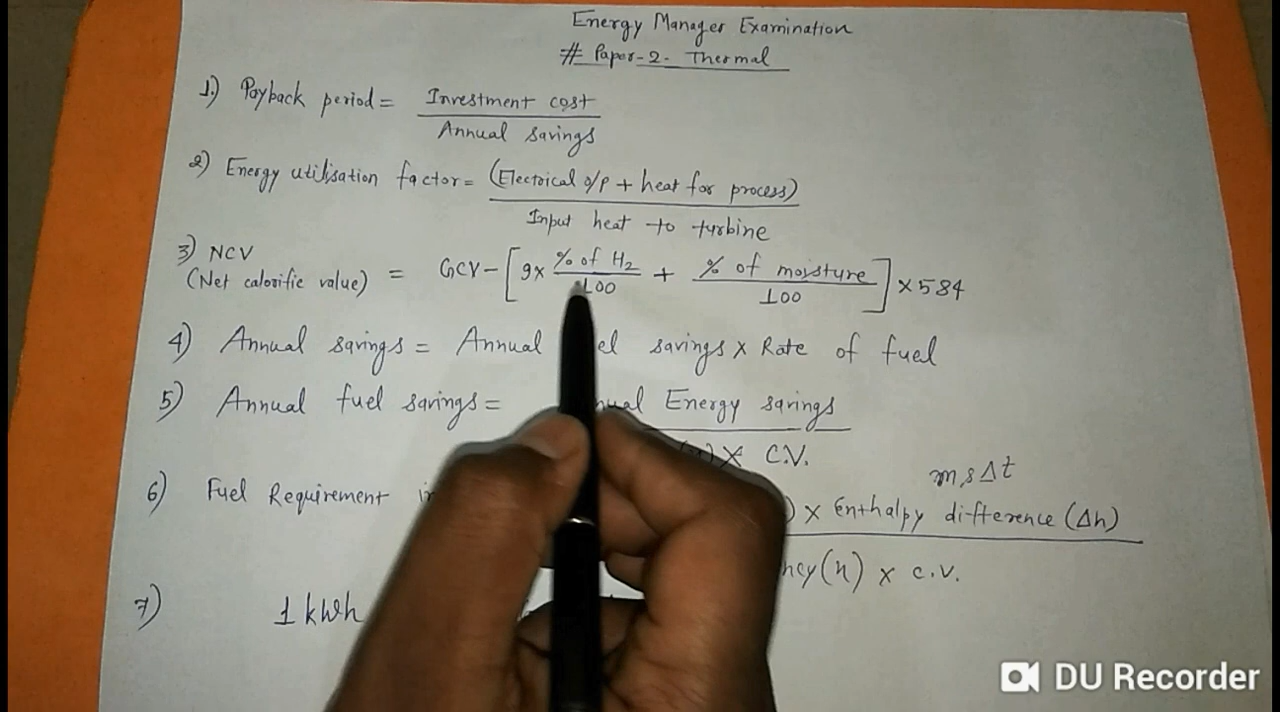 Energy Manager Examination
# Paper-2- Thermal
1.) Payback period = Investment cost
Annual savings
2) Energy utilisation factor = (Electrical o/p + heat for process)
Input heat to turbine
3) NCV
(Net calorific value) = GCV - [9 x % of H2 + % of moisture] x 584
100 100
4) Annual savings = Annual el savings x Rate of fuel
5) Annual fuel savings = nual Energy savings
x C.V.
m s Δt
6) Fuel Requirement ) x Enthalpy difference (Δh)
ncy (η) x C.V.
7) 1 kWh
DU Recorder